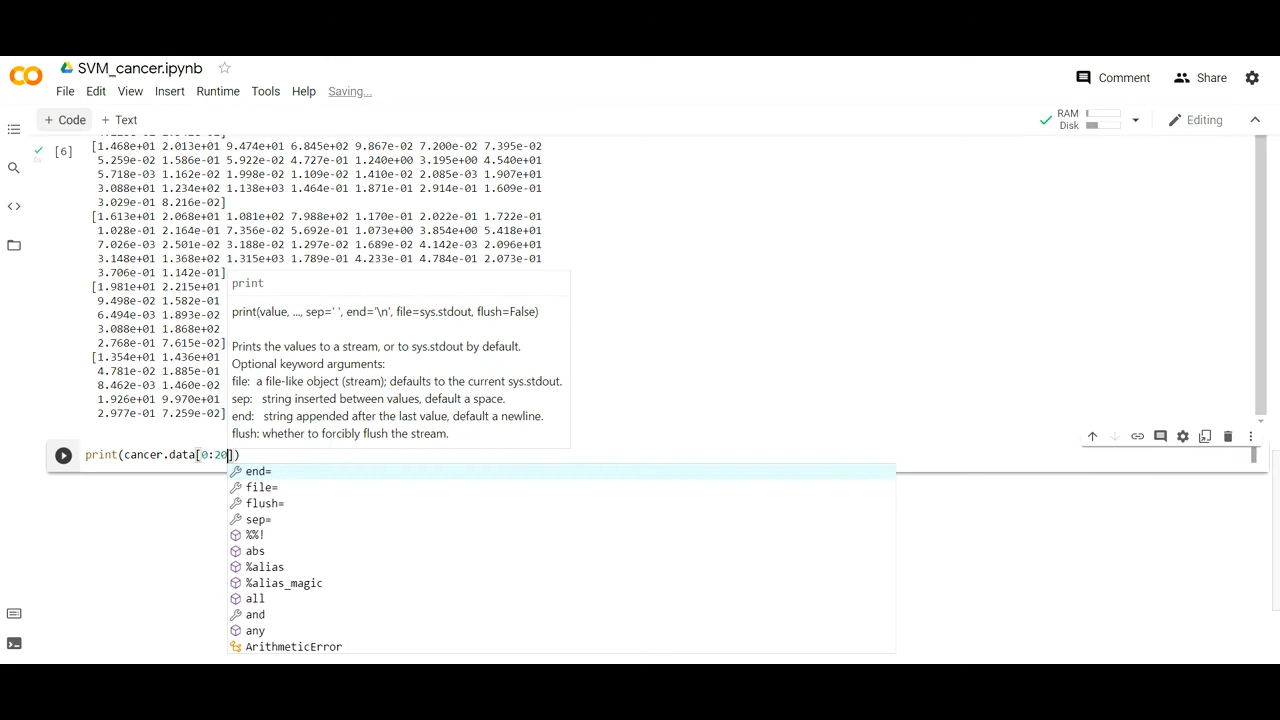 SVM_cancer.ipynb
Comment
Share
File Edit View Insert Runtime Tools Help Saving...
+ Code + Text
RAM
Disk
Editing
[6]
[1.468e+01 2.013e+01 9.474e+01 6.845e+02 9.867e-02 7.200e-02 7.395e-02
5.259e-02 1.586e-01 5.922e-02 4.727e-01 1.240e+00 3.195e+00 4.540e+01
5.718e-03 1.162e-02 1.998e-02 1.109e-02 1.410e-02 2.085e-03 1.907e+01
3.088e+01 1.234e+02 1.138e+03 1.464e-01 1.871e-01 2.914e-01 1.609e-01
3.029e-01 8.216e-02]
[1.613e+01 2.068e+01 1.081e+02 7.988e+02 1.170e-01 2.022e-01 1.722e-01
1.028e-01 2.164e-01 7.356e-02 5.692e-01 1.073e+00 3.854e+00 5.418e+01
7.026e-03 2.501e-02 3.188e-02 1.297e-02 1.689e-02 4.142e-03 2.096e+01
3.148e+01 1.368e+02 1.315e+03 1.789e-01 4.233e-01 4.784e-01 2.073e-01
3.706e-01 1.142e-01]
[1.981e+01 2.215e+01
9.498e-02 1.582e-01
6.494e-03 1.893e-02
3.088e+01 1.868e+02
2.768e-01 7.615e-02]
[1.354e+01 1.436e+01
4.781e-02 1.885e-01
8.462e-03 1.460e-02
1.926e+01 9.970e+01
2.977e-01 7.259e-02]
print
print(value, ..., sep=' ', end='\n', file=sys.stdout, flush=False)
Prints the values to a stream, or to sys.stdout by default.
Optional keyword arguments:
file: a file-like object (stream); defaults to the current sys.stdout.
sep: string inserted between values, default a space.
end: string appended after the last value, default a newline.
flush: whether to forcibly flush the stream.
print(cancer.data[0:20])
end=
file=
flush=
sep=
%%!
abs
%alias
%alias_magic
all
and
any
ArithmeticError